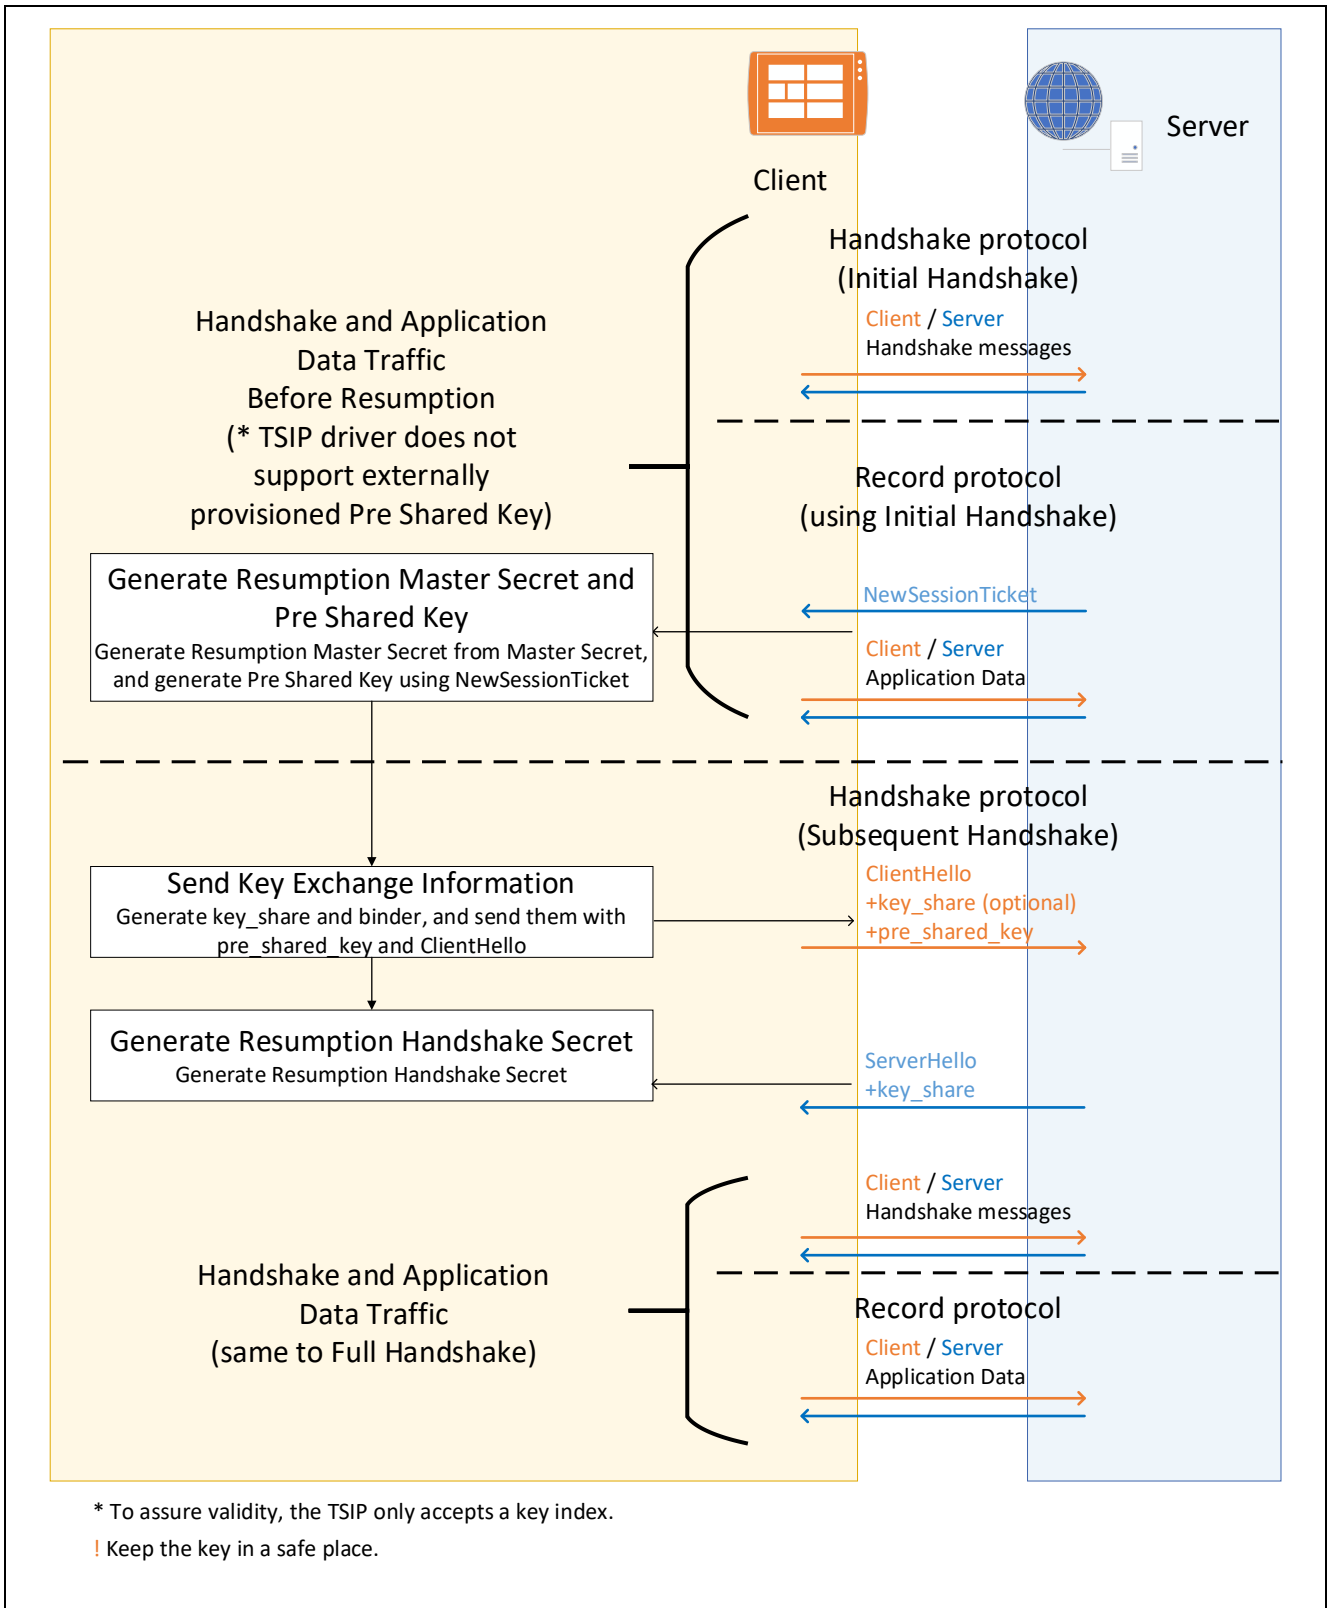 Server
Client
Handshake protocol
(Initial Handshake)
Client / Server
Handshake messages
Handshake and Application
Data Traffic
Before Resumption
(* TSIP driver does not
support externally
provisioned Pre Shared Key)
Record protocol
(using Initial Handshake)
Generate Resumption Master Secret and
Pre Shared Key
Generate Resumption Master Secret from Master Secret,
and generate Pre Shared Key using NewSessionTicket
NewSessionTicket
Client / Server
Application Data
Handshake protocol
(Subsequent Handshake)
Send Key Exchange Information
Generate key_share and binder, and send them with
pre_shared_key and ClientHello
ClientHello
+key_share (optional)
+pre_shared_key
Generate Resumption Handshake Secret
Generate Resumption Handshake Secret
ServerHello
+key_share
Client / Server
Handshake messages
Handshake and Application
Data Traffic
(same to Full Handshake)
Record protocol
Client / Server
Application Data
* To assure validity, the TSIP only accepts a key index.
! Keep the key in a safe place.